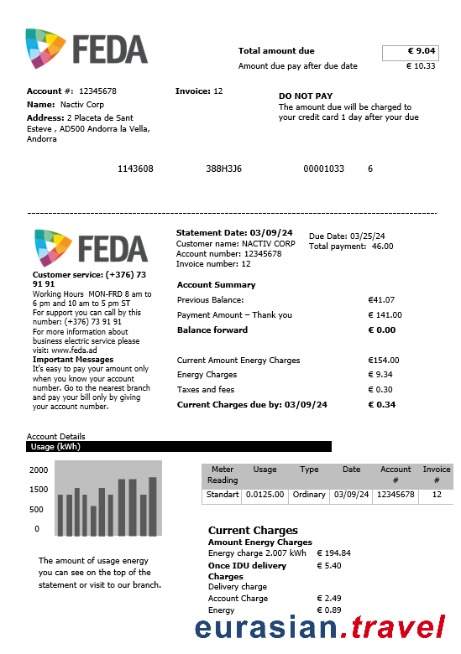 FEDA
Total amount due € 9.04
Amount due pay after due date € 10.33
Account #: 12345678 Invoice: 12
Name: Nactiv Corp
Address: 2 Placeta de Sant
Esteve , AD500 Andorra la Vella,
Andorra
DO NOT PAY
The amount due will be charged to
your credit card 1 day after your due
1143608 388H3J6 00001033 6
FEDA
Statement Date: 03/09/24
Customer name: NACTIV CORP
Account number: 12345678
Invoice number: 12
Due Date: 03/25/24
Total payment: 46.00
Customer service: (+376) 73
91 91
Working Hours MON-FRD 8 am to
6 pm and 10 am to 5 pm ST
For support you can call by this
number: (+376) 73 91 91
For more information about
business electric service please
visit: www.feda.ad
Important Messages
It's easy to pay your amount only
when you know your account
number. Go to the nearest branch
and pay your bill only by giving
your account number.
Account Summary
Previous Balance: €41.07
Payment Amount – Thank you € 141.00
Balance forward € 0.00
Current Amount Energy Charges €154.00
Energy Charges € 9.34
Taxes and fees € 0.30
Current Charges due by: 03/09/24 € 0.34
Account Details
Usage (kWh)
2000
1500
500
0
Meter Reading Usage Type Date Account # Invoice #
Standart 0.0125.00 Ordinary 03/09/24 12345678 12
The amount of usage energy
you can see on the top of the
statement or visit to our branch.
Current Charges
Amount Energy Charges
Energy charge 2.007 kWh € 194.84
Once IDU delivery € 5.40
Charges
Delivery charge
Account Charge € 2.49
Energy € 0.89
eurasian.travel